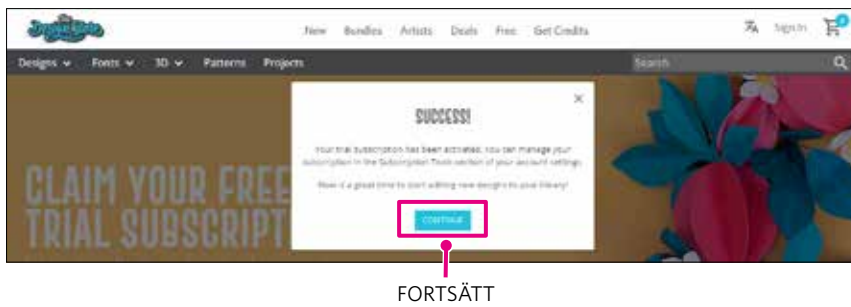 Design Store
New Bundles Artists Deals Free Get Credits
Sign In
Designs Fonts 3D Patterns Projects
Search
SUCCESS!
Your trial subscription has been activated. You can manage your
subscription in the Subscription Tools section of your account settings.
Now is a great time to start adding new designs to your library!
CLAIM YOUR FREE
TRIAL SUBSCRIPT
CONTINUE
FORTSÄTT